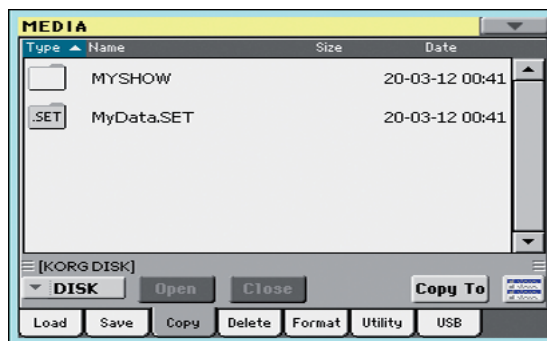 MEDIA
Type Name Size Date
MYSHOW 20-03-12 00:41
.SET MyData.SET 20-03-12 00:41
[KORG DISK]
DISK Open Close Copy To
Load Save Copy Delete Format Utility USB